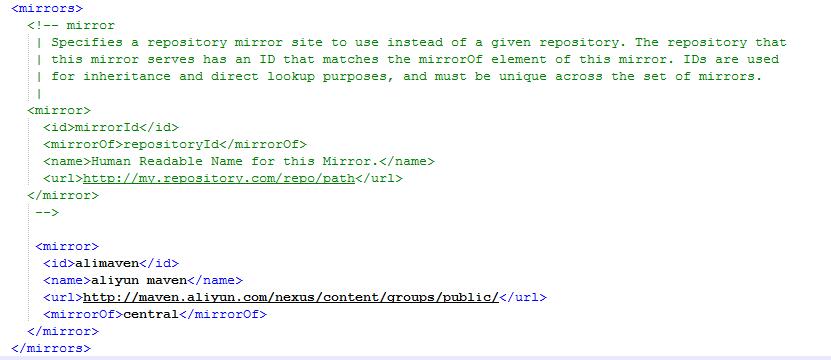 <mirrors>
<!-- mirror
| Specifies a repository mirror site to use instead of a given repository. The repository that
| this mirror serves has an ID that matches the mirrorOf element of this mirror. IDs are used
| for inheritance and direct lookup purposes, and must be unique across the set of mirrors.
|
<mirror>
<id>mirrorId</id>
<mirrorOf>repositoryId</mirrorOf>
<name>Human Readable Name for this Mirror.</name>
<url>http://my.repository.com/repo/path</url>
</mirror>
-->
<mirror>
<id>alimaven</id>
<name>aliyun maven</name>
<url>http://maven.aliyun.com/nexus/content/groups/public/</url>
<mirrorOf>central</mirrorOf>
</mirror>
</mirrors>